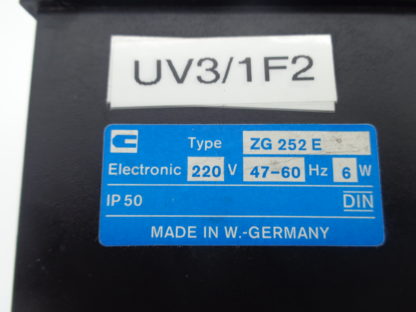 UV3/1F2
Type ZG 252 E
Electronic 220 V 47-60 Hz 6 W
IP 50 DIN
MADE IN W.-GERMANY